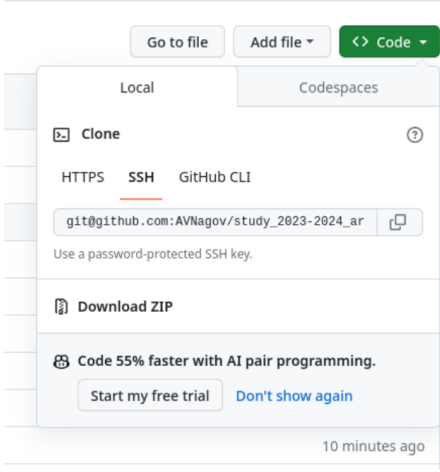 Go to file Add file <> Code
Local Codespaces
Clone
HTTPS SSH GitHub CLI
git@github.com:AVNagov/study_2023-2024_ar
Use a password-protected SSH key.
Download ZIP
Code 55% faster with AI pair programming.
Start my free trial Don't show again
10 minutes ago